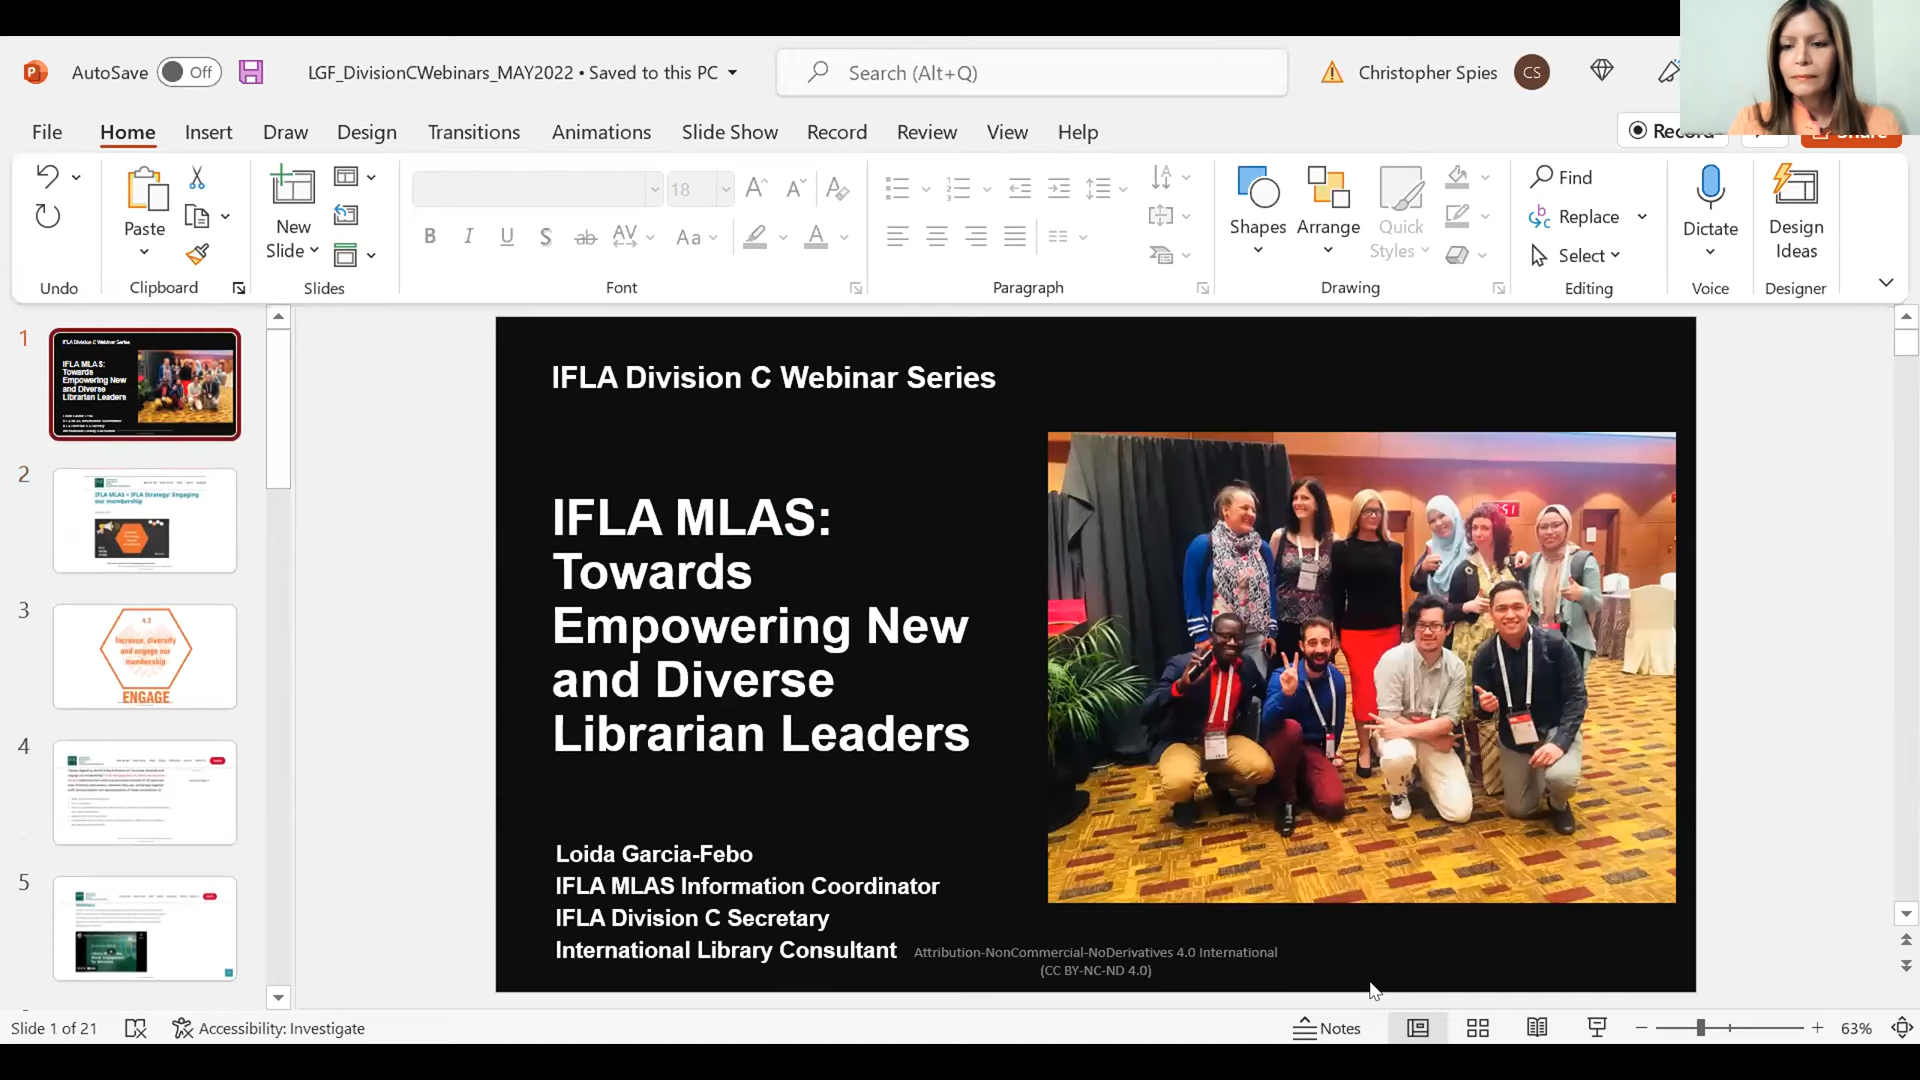 AutoSave
Off
LGF_DivisionCWebinars_MAY2022 • Saved to this PC
Search (Alt+Q)
Christopher Spies
CS
File
Home
Insert
Draw
Design
Transitions
Animations
Slide Show
Record
Review
View
Help
Record
Share
Undo
Paste
Clipboard
New
Slide
Slides
18
B
I
U
S
ab
AV
Aa
A
Font
Paragraph
Shapes
Arrange
Quick
Styles
Drawing
Find
Replace
Select
Editing
Dictate
Voice
Design
Ideas
Designer
1
IFLA Division C Webinar Series
IFLA MLAS:
Towards
Empowering New
and Diverse
Librarian Leaders
2
IFLA MLAS + IFLA Strategy: Engaging
our membership
3
4.3
Increase, diversify
and engage our
membership
ENGAGE
4
5
IFLA Division C Webinar Series
IFLA MLAS:
Towards
Empowering New
and Diverse
Librarian Leaders
Loida Garcia-Febo
IFLA MLAS Information Coordinator
IFLA Division C Secretary
International Library Consultant
Attribution-NonCommercial-NoDerivatives 4.0 International
(CC BY-NC-ND 4.0)
Slide 1 of 21
Accessibility: Investigate
Notes
63%